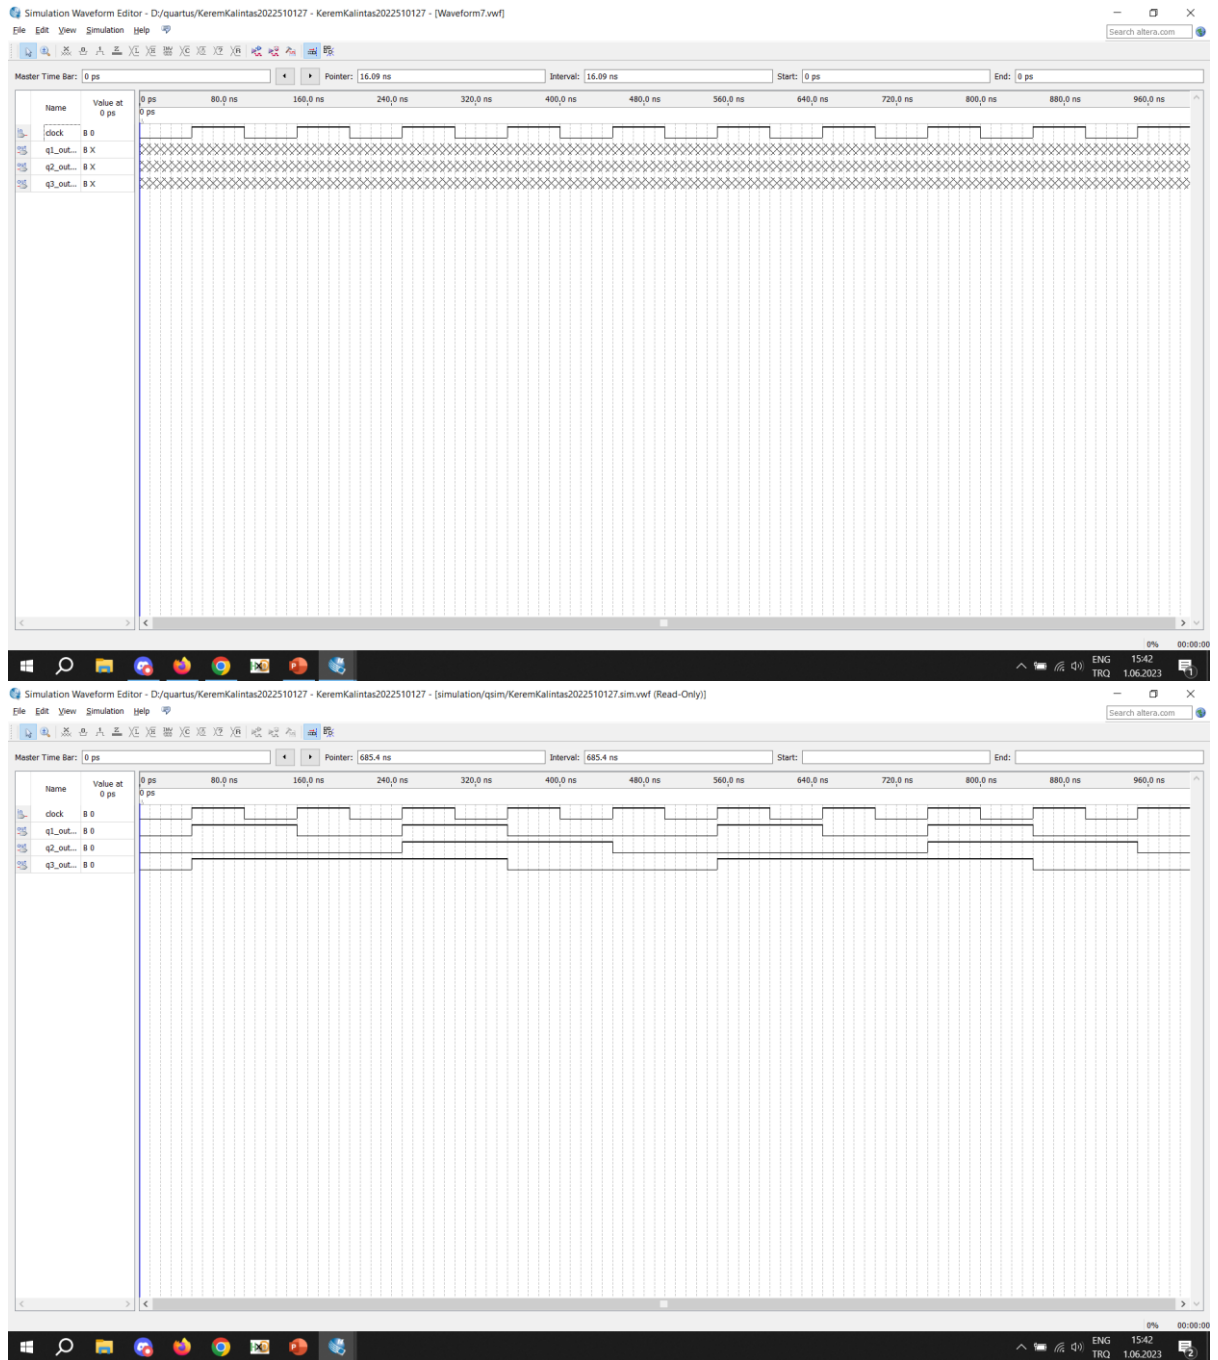 Simulation Waveform Editor - D:/quartus/KeremKalintas2022510127 - KeremKalintas2022510127 - [Waveform7.vwf]
File Edit View Simulation Help
Search altera.com
Master Time Bar: 0 ps Pointer: 16.09 ns Interval: 16.09 ns Start: 0 ps End: 0 ps
Name Value at 0 ps
0 ps 80.0 ns 160.0 ns 240.0 ns 320.0 ns 400.0 ns 480.0 ns 560.0 ns 640.0 ns 720.0 ns 800.0 ns 880.0 ns 960.0 ns
0 ps
clock B 0
q1_out... B X
q2_out... B X
q3_out... B X
0% 00:00:00
ENG 15:42
TRQ 1.06.2023
1
Simulation Waveform Editor - D:/quartus/KeremKalintas2022510127 - KeremKalintas2022510127 - [simulation/qsim/KeremKalintas2022510127.sim.vwf (Read-Only)]
File Edit View Simulation Help
Search altera.com
Master Time Bar: 0 ps Pointer: 685.4 ns Interval: 685.4 ns Start: End:
Name Value at 0 ps
0 ps 80.0 ns 160.0 ns 240.0 ns 320.0 ns 400.0 ns 480.0 ns 560.0 ns 640.0 ns 720.0 ns 800.0 ns 880.0 ns 960.0 ns
0 ps
clock B 0
q1_out... B 0
q2_out... B 0
q3_out... B 0
0% 00:00:00
ENG 15:42
TRQ 1.06.2023
2